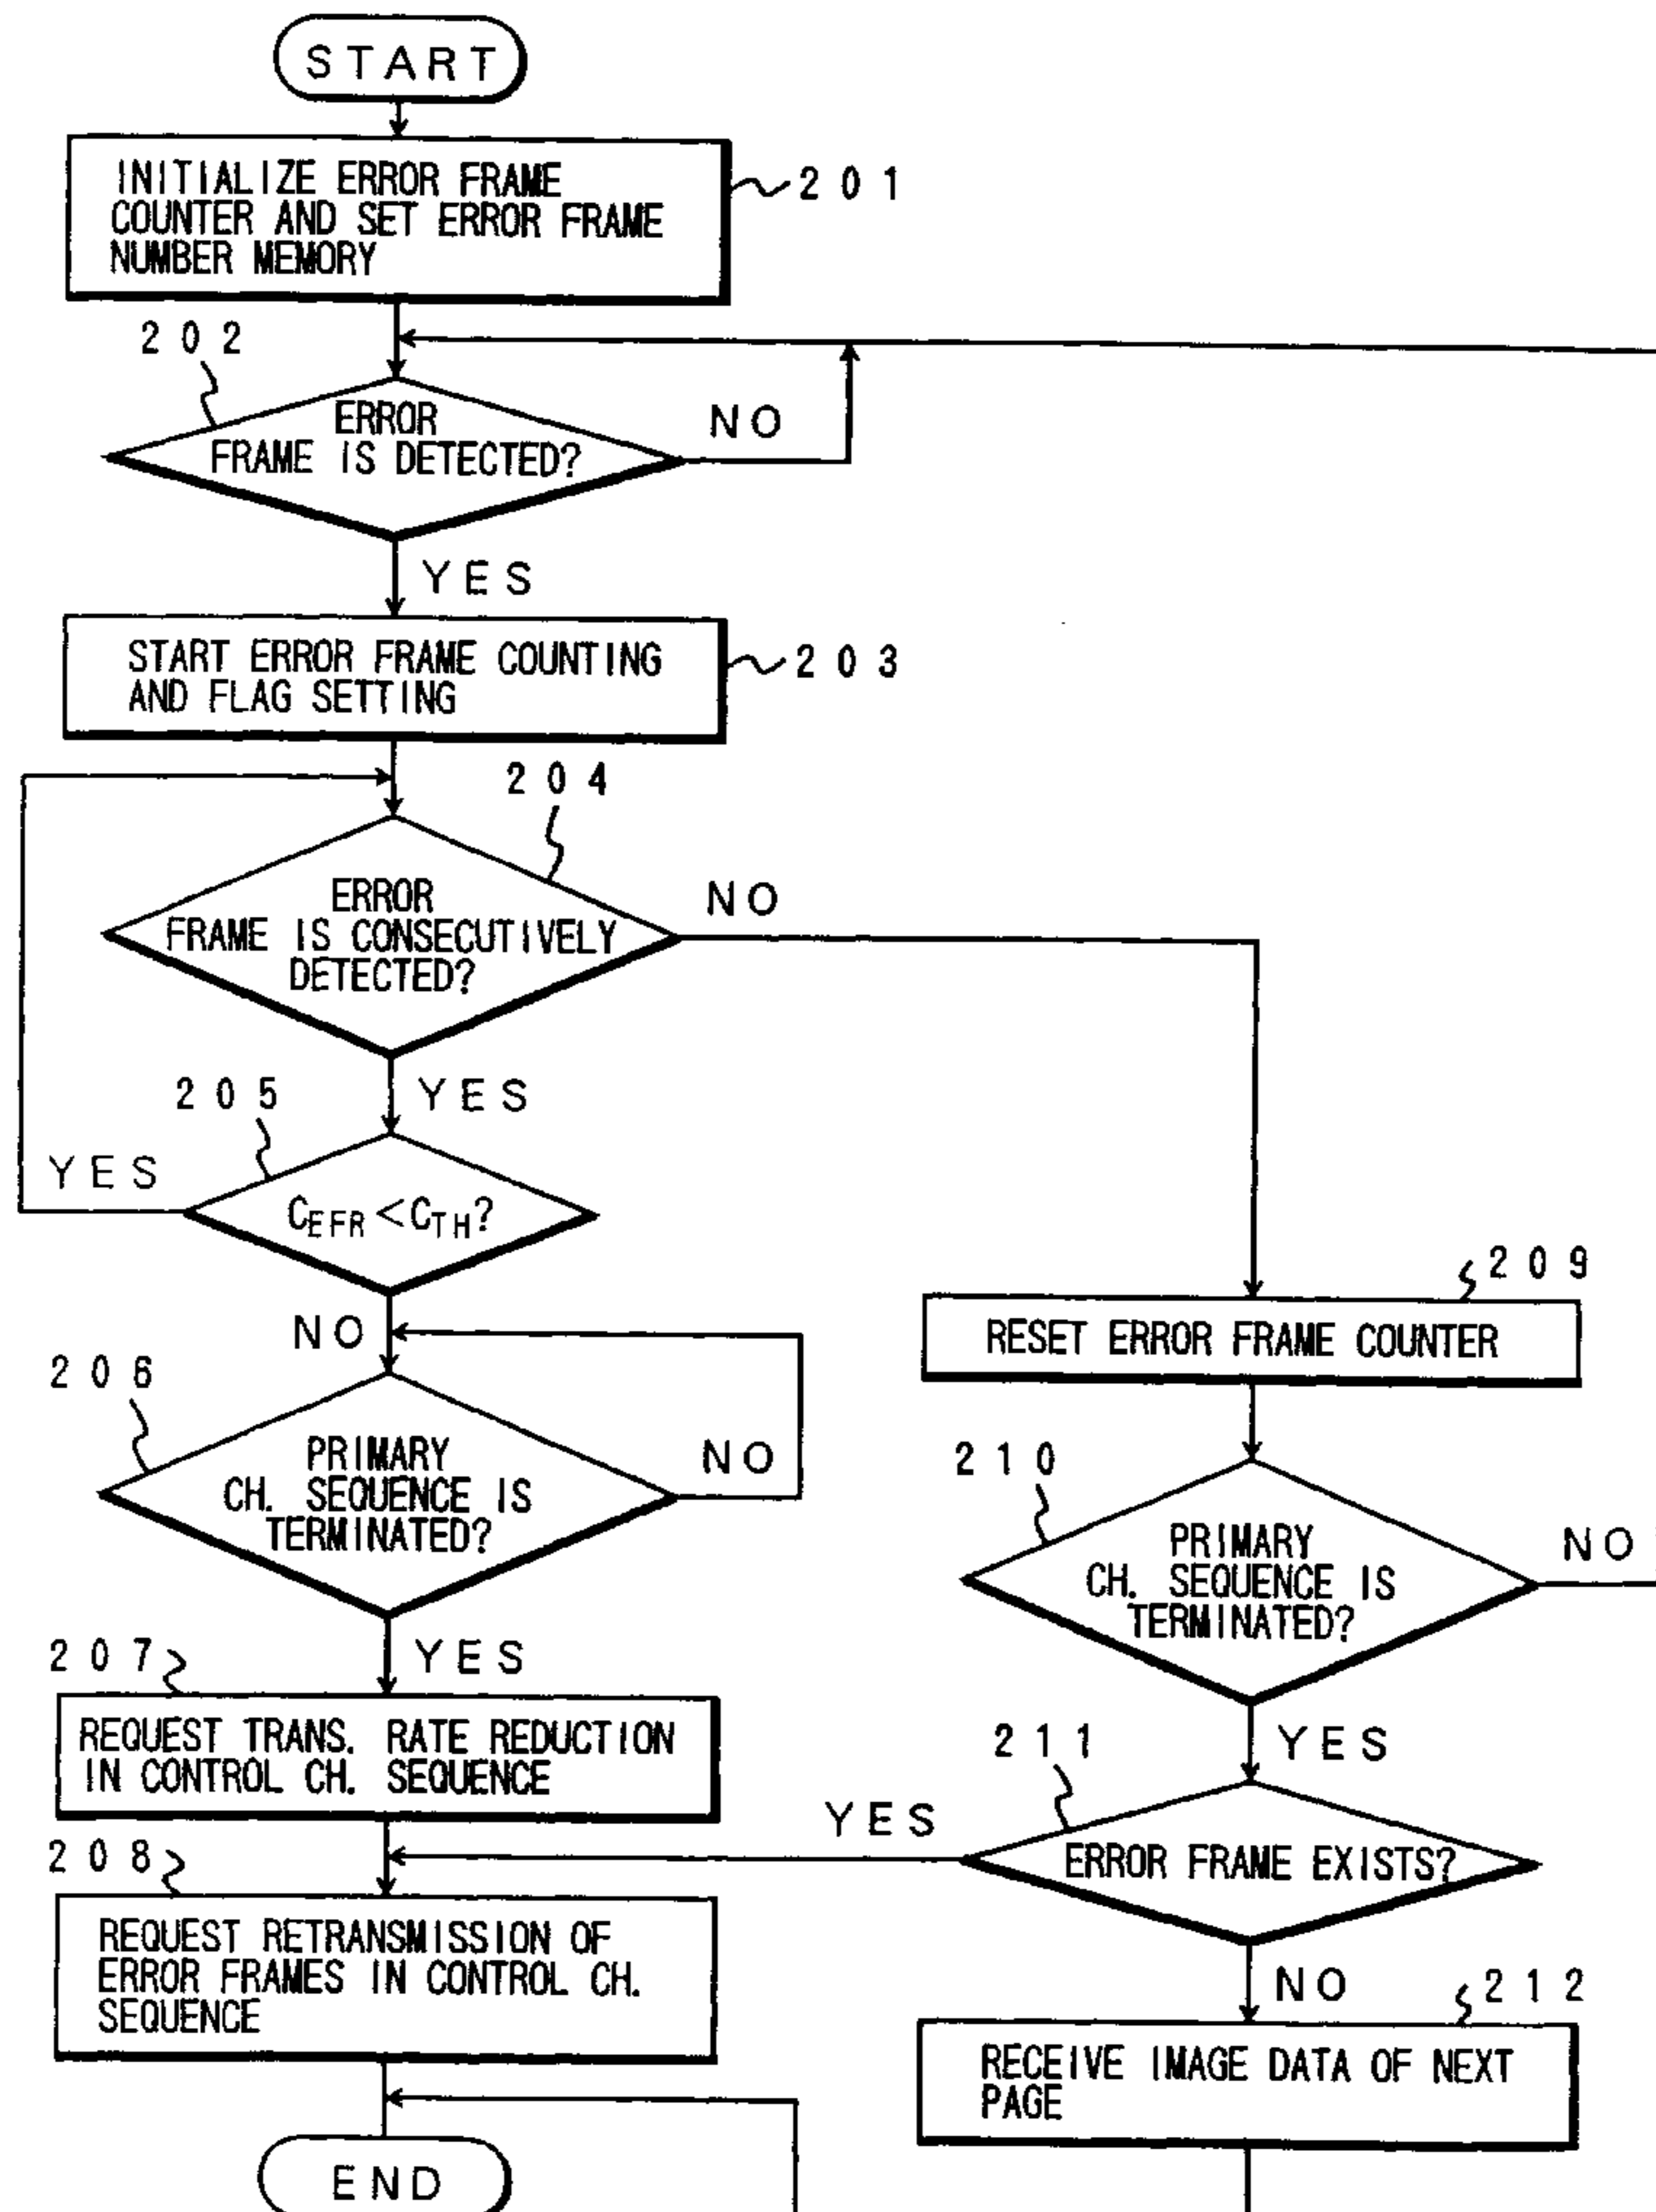 START
INITIALIZE ERROR FRAME
COUNTER AND SET ERROR FRAME
NUMBER MEMORY
201
202
ERROR
FRAME IS DETECTED?
NO
YES
START ERROR FRAME COUNTING
AND FLAG SETTING
203
204
ERROR
FRAME IS CONSECUTIVELY
DETECTED?
NO
YES
205
YES
C_EFR < C_TH?
NO
206
PRIMARY
CH. SEQUENCE IS
TERMINATED?
NO
YES
207
REQUEST TRANS. RATE REDUCTION
IN CONTROL CH. SEQUENCE
208
REQUEST RETRANSMISSION OF
ERROR FRAMES IN CONTROL CH.
SEQUENCE
END
209
RESET ERROR FRAME COUNTER
210
PRIMARY
CH. SEQUENCE IS
TERMINATED?
NO
YES
211
YES
ERROR FRAME EXISTS?
NO
212
RECEIVE IMAGE DATA OF NEXT
PAGE